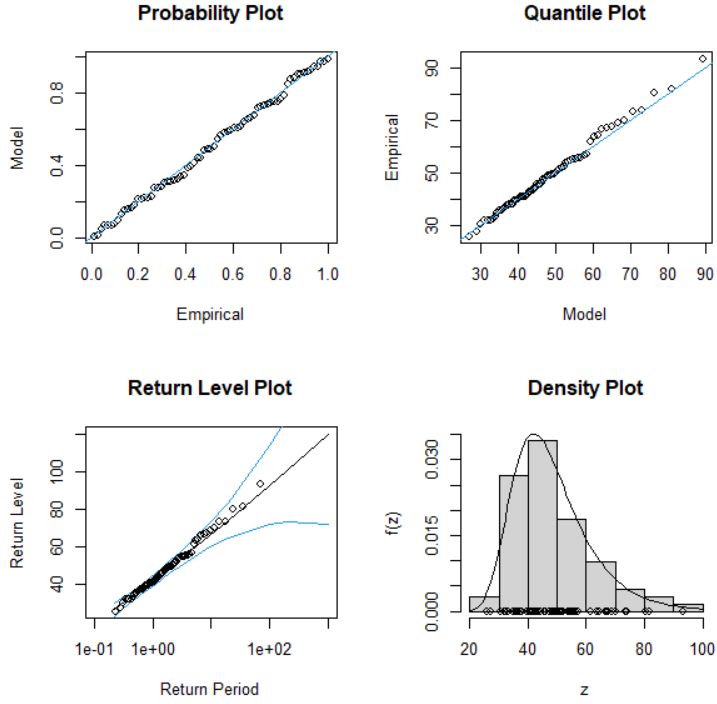 Probability Plot
Model
0.0 0.4 0.8
0.0 0.2 0.4 0.6 0.8 1.0
Empirical
Quantile Plot
Empirical
30 50 70 90
30 40 50 60 70 80 90
Model
Return Level Plot
Return Level
40 60 80 100
1e-01 1e+00 1e+02
Return Period
Density Plot
f(z)
0.000 0.015 0.030
20 40 60 80 100
z